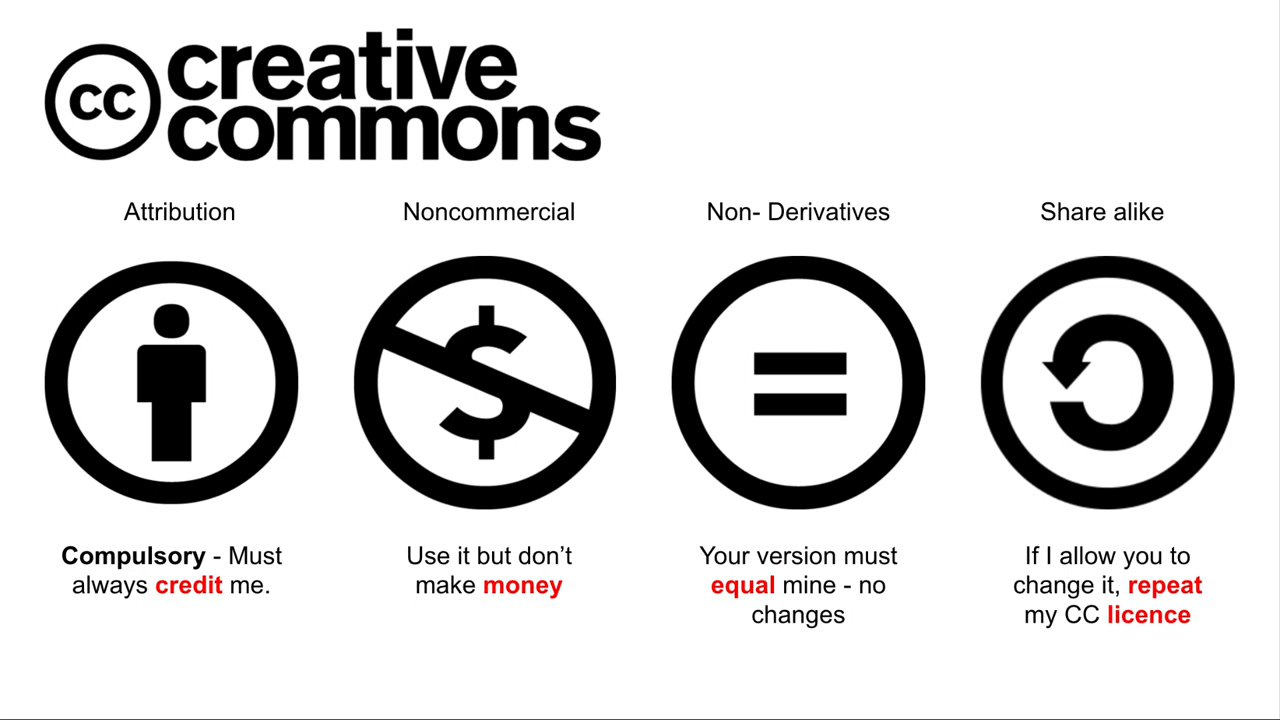 cc creative
commons
Attribution
Noncommercial
Non- Derivatives
Share alike
$
=
Compulsory - Must
always credit me.
Use it but don’t
make money
Your version must
equal mine - no
changes
If I allow you to
change it, repeat
my CC licence